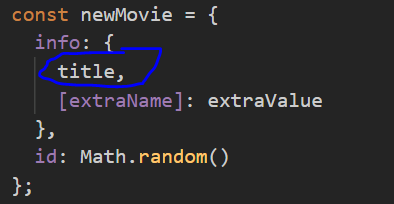 const newMovie = {
info: {
title,
[extraName]: extraValue
},
id: Math.random()
};